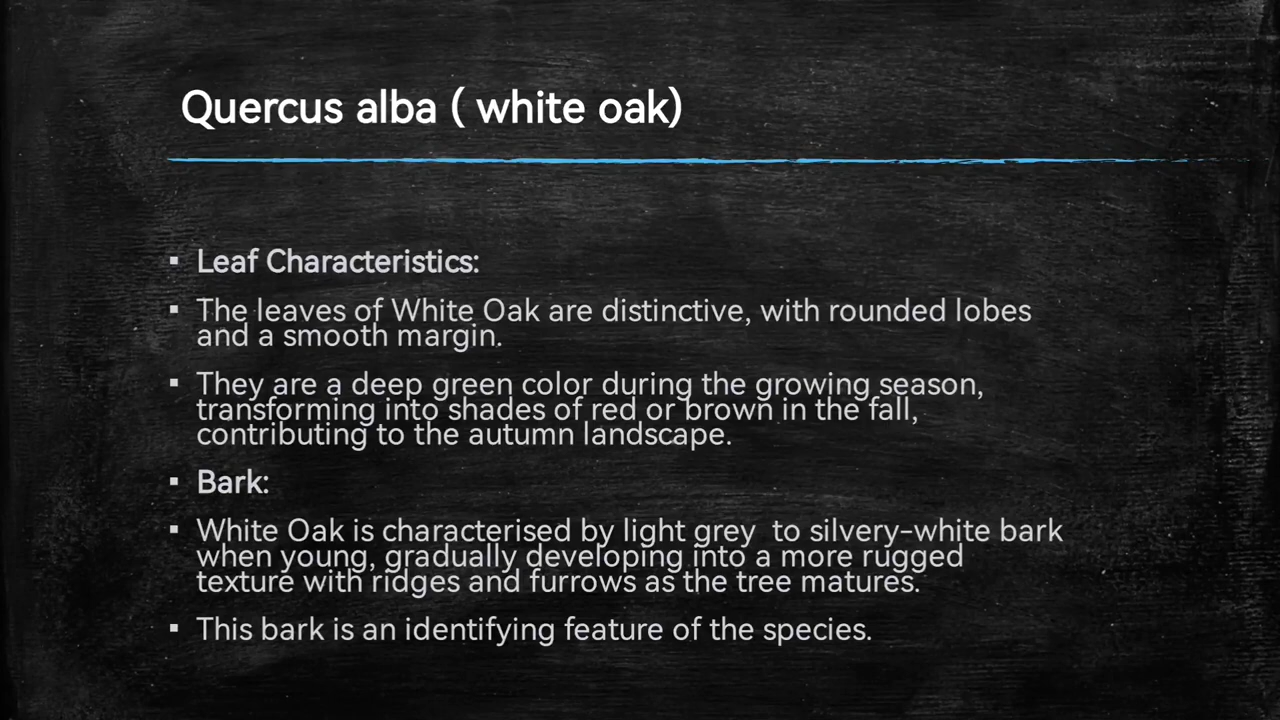 Quercus alba ( white oak)
▪ Leaf Characteristics:
▪ The leaves of White Oak are distinctive, with rounded lobes
and a smooth margin.
▪ They are a deep green color during the growing season,
transforming into shades of red or brown in the fall,
contributing to the autumn landscape.
▪ Bark:
▪ White Oak is characterised by light grey  to silvery-white bark
when young, gradually developing into a more rugged
texture with ridges and furrows as the tree matures.
▪ This bark is an identifying feature of the species.